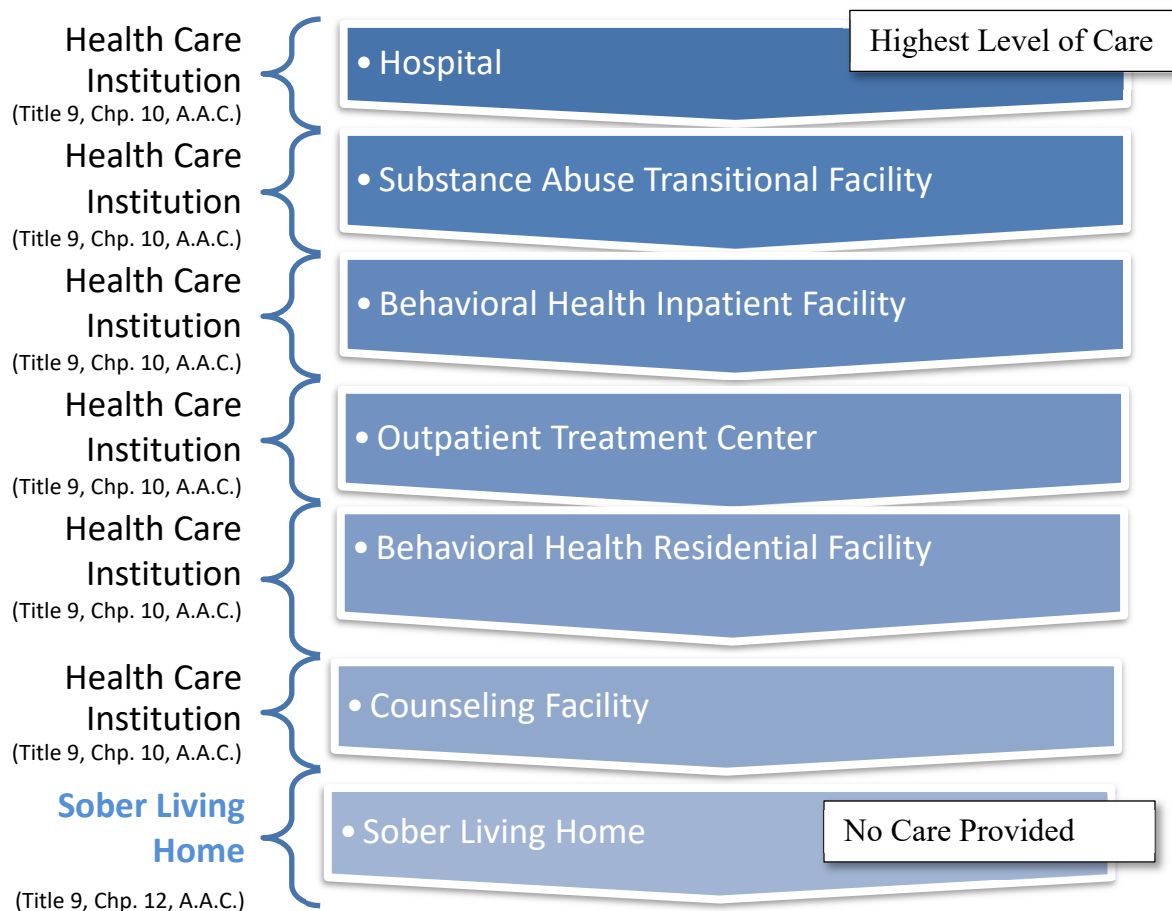 Health Care
Institution
(Title 9, Chp. 10, A.A.C.)
• Hospital
Highest Level of Care
Health Care
Institution
(Title 9, Chp. 10, A.A.C.)
• Substance Abuse Transitional Facility
Health Care
Institution
(Title 9, Chp. 10, A.A.C.)
• Behavioral Health Inpatient Facility
Health Care
Institution
(Title 9, Chp. 10, A.A.C.)
• Outpatient Treatment Center
Health Care
Institution
(Title 9, Chp. 10, A.A.C.)
• Behavioral Health Residential Facility
Health Care
Institution
(Title 9, Chp. 10, A.A.C.)
• Counseling Facility
Sober Living
Home
(Title 9, Chp. 12, A.A.C.)
• Sober Living Home
No Care Provided